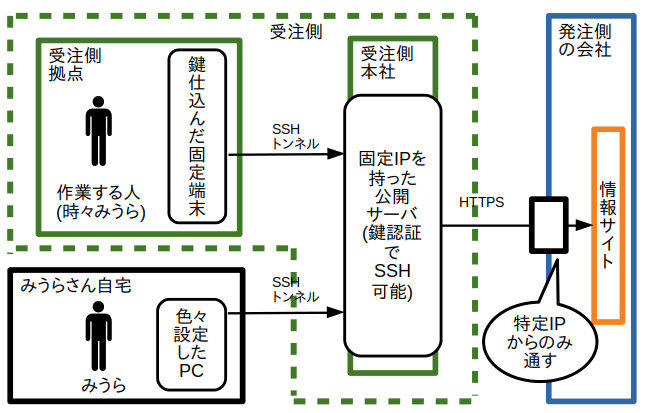 受注側
受注側
拠点
鍵仕込んだ固定端末
作業する人
(時々みうら)
SSH
トンネル
受注側
本社
固定IPを
持った
公開
サーバ
(鍵認証
で
SSH
可能)
HTTPS
発注側
の会社
情報サイト
特定IP
からのみ
通す
みうらさん自宅
みうら
色々
設定
した
PC
SSH
トンネル